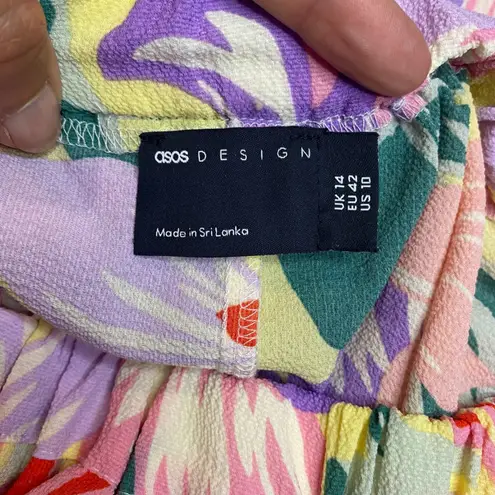 asos DESIGN
Made in Sri Lanka
UK 14
EU 42
US 10